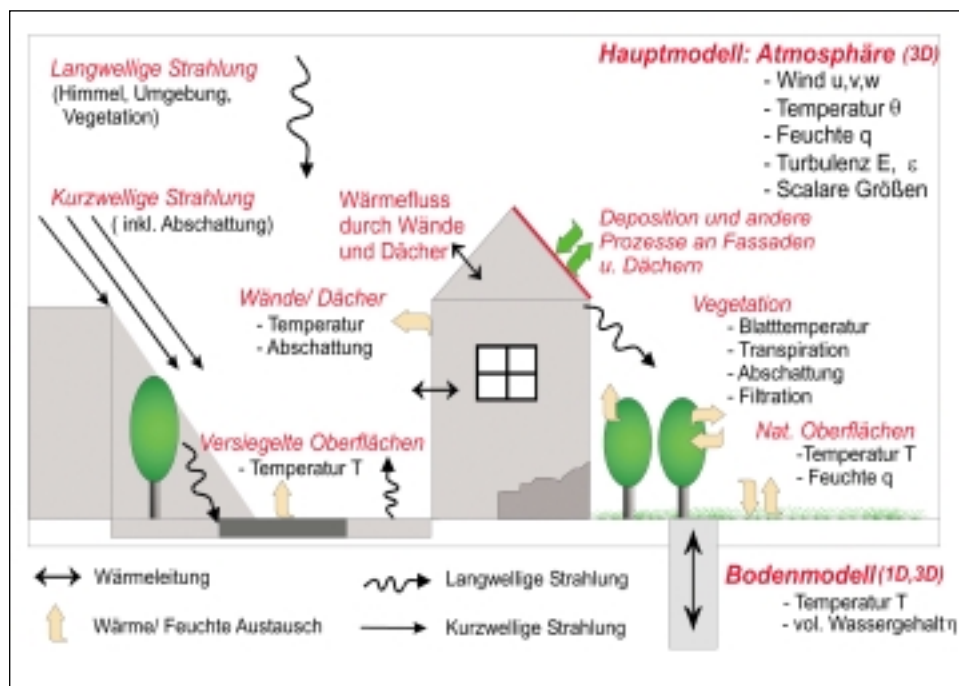 Langwellige Strahlung
(Himmel, Umgebung,
Vegetation)
Hauptmodell: Atmosphäre (3D)
- Wind u,v,w
- Temperatur θ
- Feuchte q
- Turbulenz E, ε
- Scalare Größen
Kurzwellige Strahlung
( inkl. Abschattung)
Wärmefluss
durch Wände
und Dächer
Deposition und andere
Prozesse an Fassaden
u. Dächern
Wände/ Dächer
- Temperatur
- Abschattung
Vegetation
- Blatttemperatur
- Transpiration
- Abschattung
- Filtration
Versiegelte Oberflächen
- Temperatur T
Nat. Oberflächen
-Temperatur T
- Feuchte q
Wärmeleitung
Langwellige Strahlung
Wärme/ Feuchte Austausch
Kurzwellige Strahlung
Bodenmodell (1D,3D)
- Temperatur T
- vol. Wassergehalt η